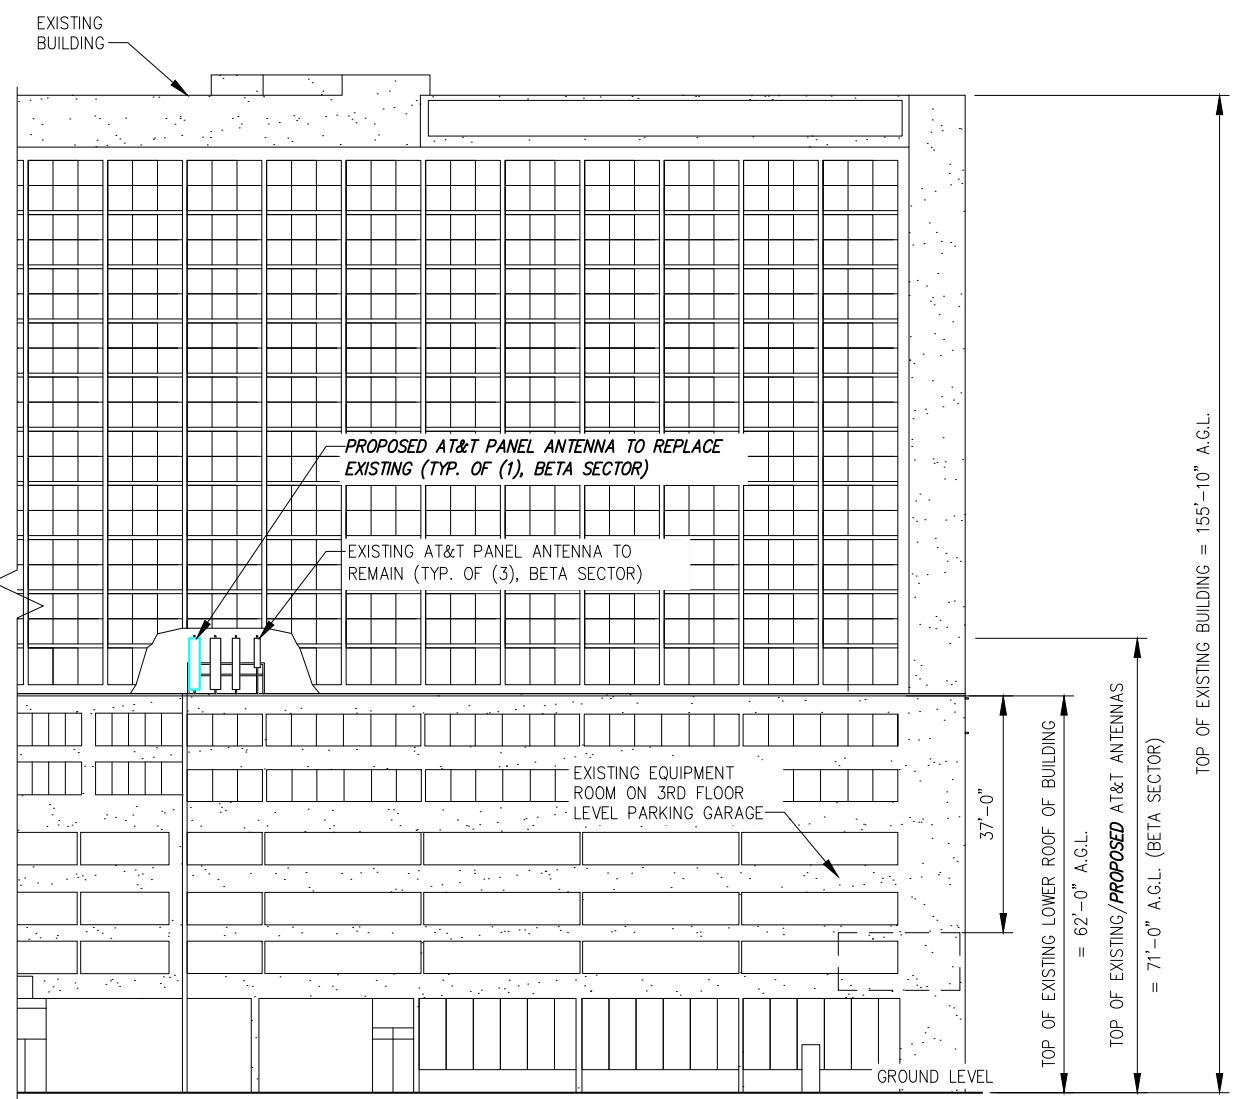 EXISTING
BUILDING
PROPOSED AT&T PANEL ANTENNA TO REPLACE
EXISTING (TYP. OF (1), BETA SECTOR)
EXISTING AT&T PANEL ANTENNA TO
REMAIN (TYP. OF (3), BETA SECTOR)
EXISTING EQUIPMENT
ROOM ON 3RD FLOOR
LEVEL PARKING GARAGE
GROUND LEVEL
37'-0"
TOP OF EXISTING LOWER ROOF OF BUILDING
= 62'-0" A.G.L.
TOP OF EXISTING/PROPOSED AT&T ANTENNAS
= 71'-0" A.G.L. (BETA SECTOR)
TOP OF EXISTING BUILDING = 155'-10" A.G.L.